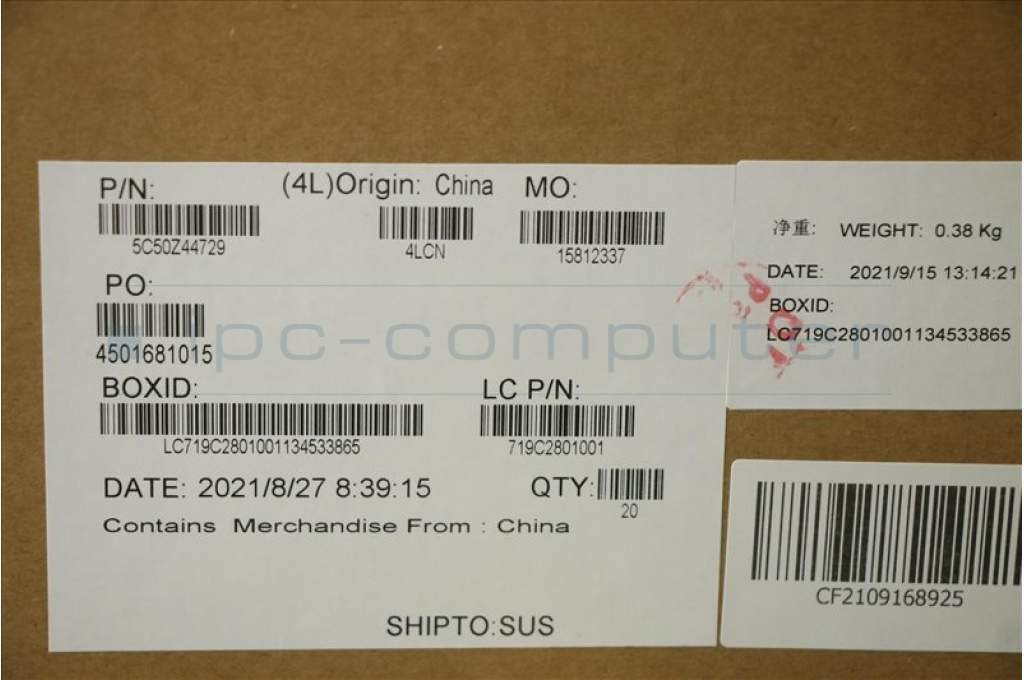 P/N: (4L)Origin: China MO:
5C50Z44729 4LCN 15812337
PO:
4501681015
BOXID: LC P/N:
LC719C2801001134533865 719C2801001
DATE: 2021/8/27 8:39:15 QTY:
20
Contains Merchandise From : China
SHIPTO:SUS
净重: WEIGHT: 0.38 Kg
DATE: 2021/9/15 13:14:21
BOXID:
LC719C2801001134533865
CF2109168925
ipc-computer